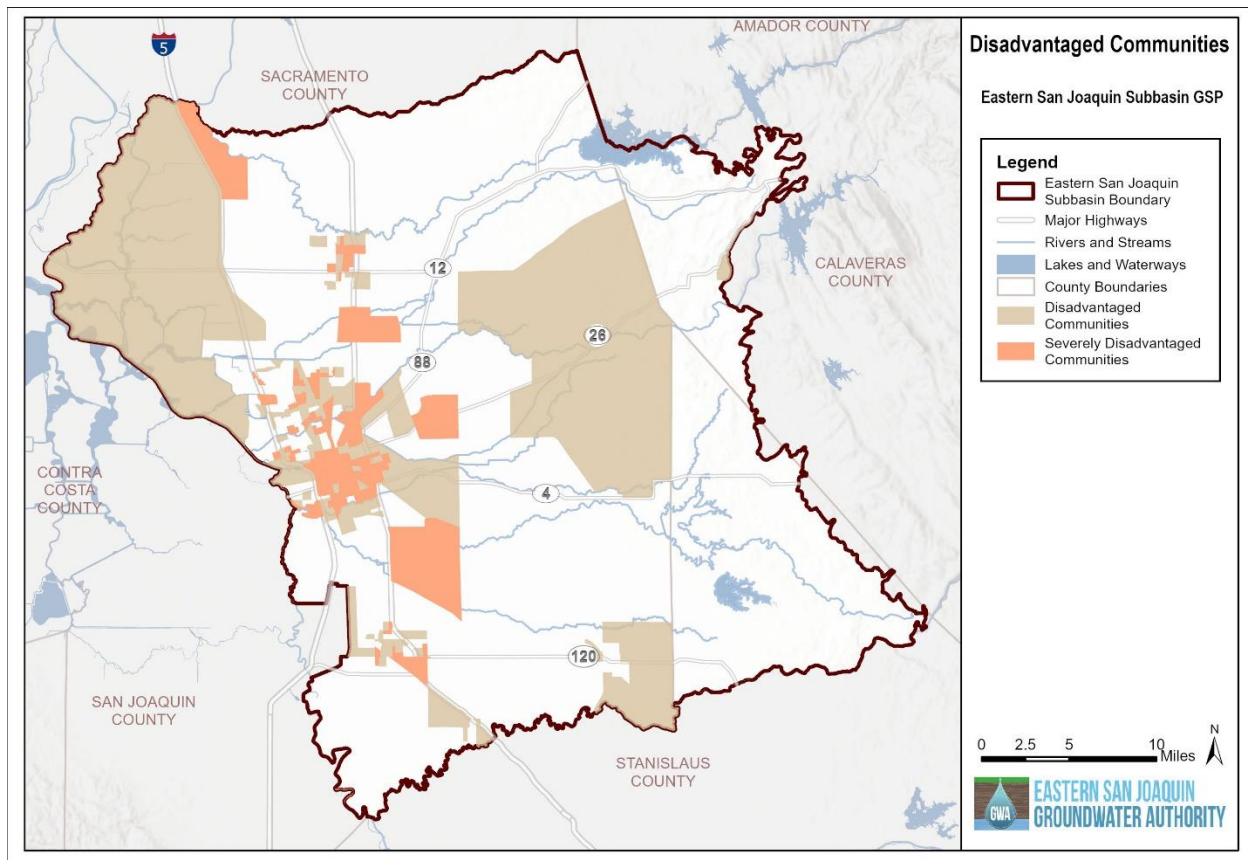 AMADOR COUNTY
5
SACRAMENTO
COUNTY
12
CALAVERAS
COUNTY
26
88
CONTRA
COSTA
COUNTY
4
120
SAN JOAQUIN
COUNTY
STANISLAUS
COUNTY
Disadvantaged Communities
Eastern San Joaquin Subbasin GSP
Legend
Eastern San Joaquin
Subbasin Boundary
Major Highways
Rivers and Streams
Lakes and Waterways
County Boundaries
Disadvantaged
Communities
Severely Disadvantaged
Communities
N
0 2.5 5 10
Miles
GWA
EASTERN SAN JOAQUIN
GROUNDWATER AUTHORITY